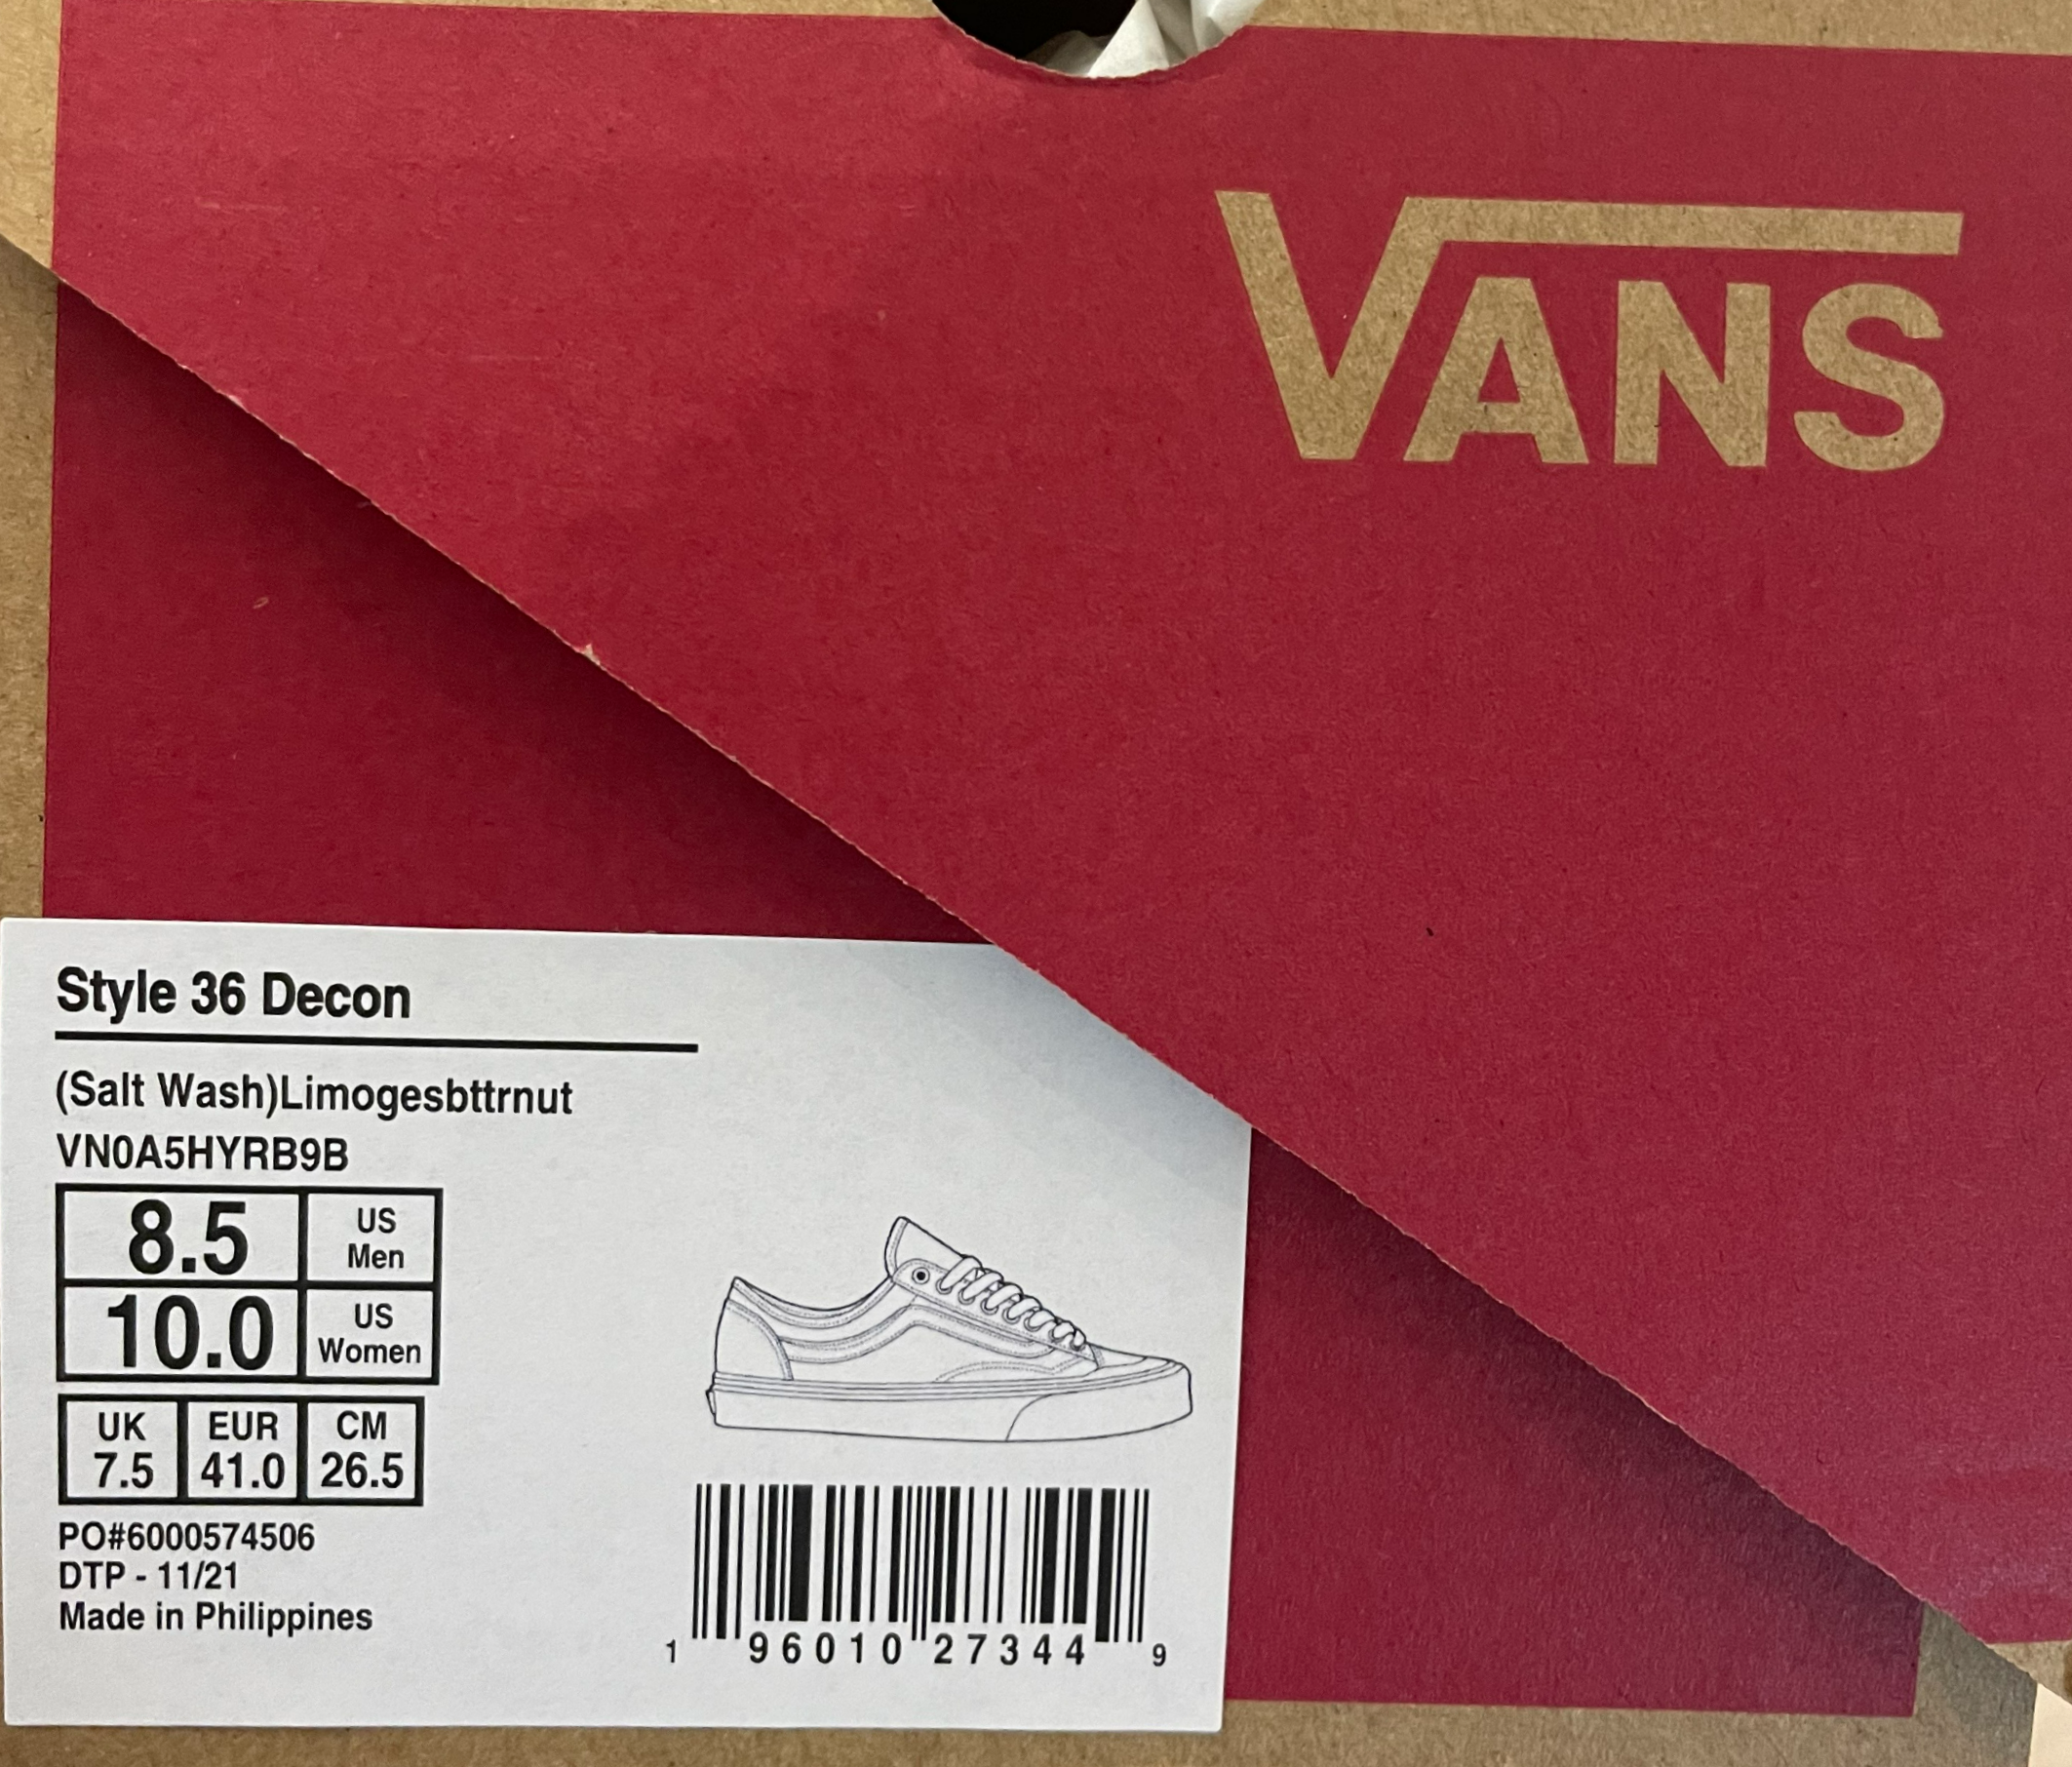 VANS
Style 36 Decon
(Salt Wash)Limogesbttrnut
VN0A5HYRB9B
8.5 US Men
10.0 US Women
UK EUR CM
7.5 41.0 26.5
PO#6000574506
DTP - 11/21
Made in Philippines
1 96010 27344 9